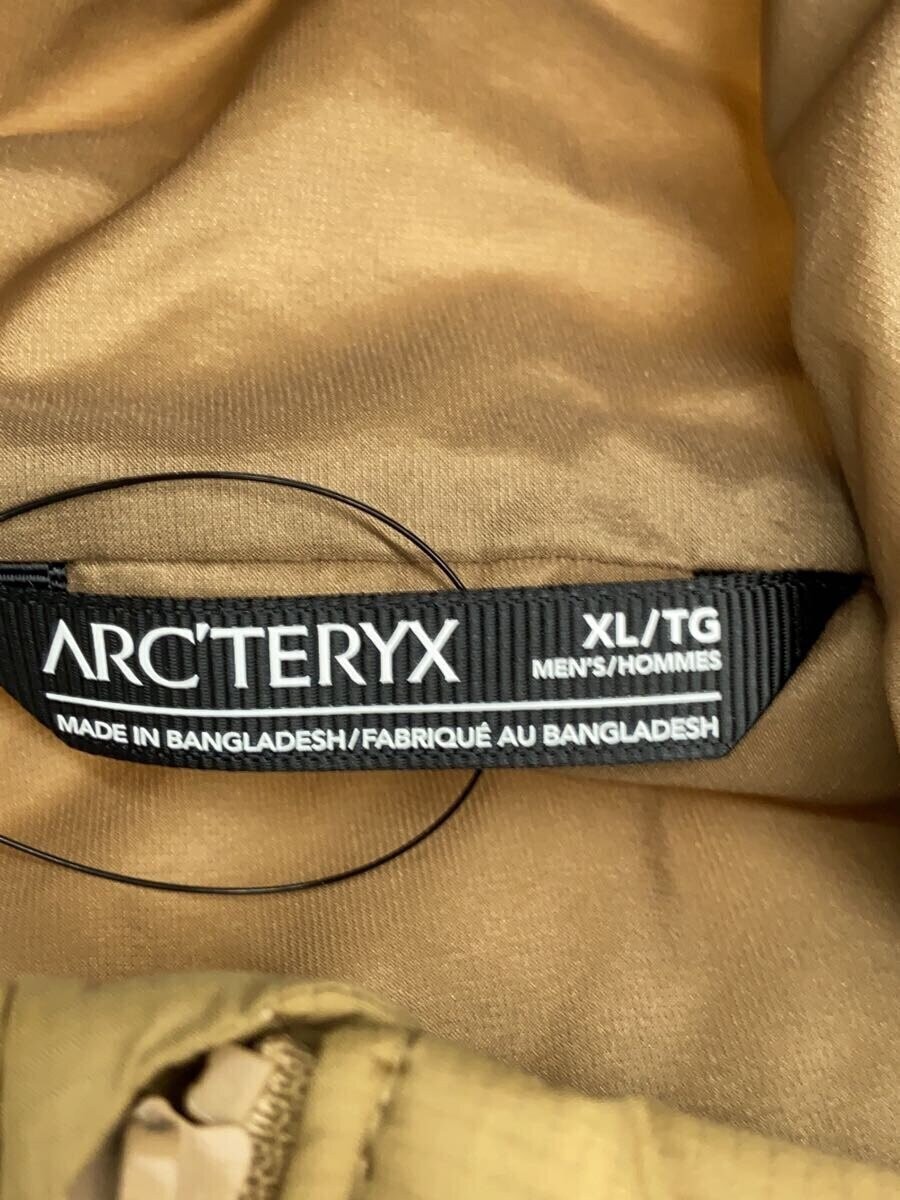 ARC'TERYX
XL/TG
MEN'S/HOMMES
MADE IN BANGLADESH/FABRIQUÉ AU BANGLADESH